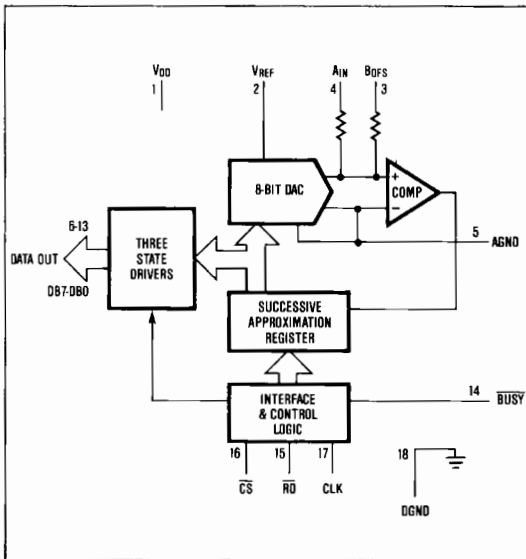 VDD
1
VREF
2
AIN
4
BOFS
3
8-BIT DAC
+
−
COMP
5
AGND
6-13
DATA OUT
DB7-DB0
THREE
STATE
DRIVERS
SUCCESSIVE
APPROXIMATION
REGISTER
INTERFACE
& CONTROL
LOGIC
14
BUSY
16
15
17
CS
RD
CLK
18
DGND